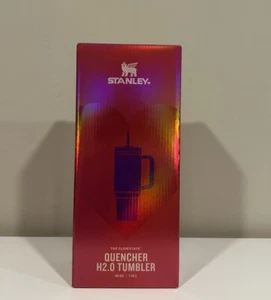 STANLEY
THE FLOWSTATE
QUENCHER
H2.0 TUMBLER